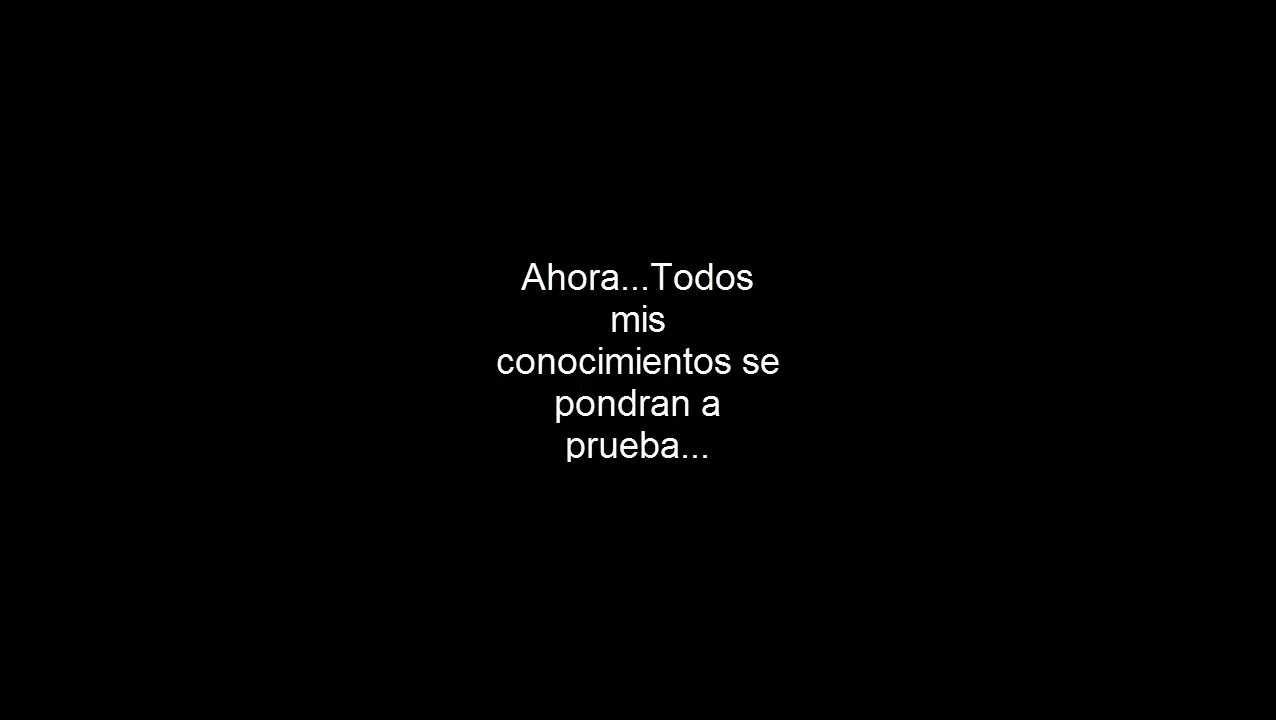 Ahora...Todos
mis
conocimientos se
pondran a
prueba...